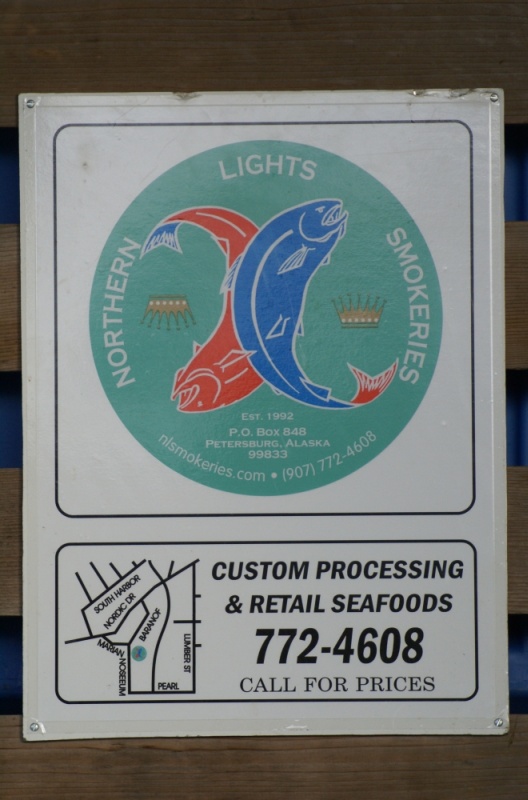 NORTHERN LIGHTS SMOKERIES
EST. 1992
P.O. BOX 848
PETERSBURG, ALASKA
99833
nlsmokeries.com • (907) 772-4608
CUSTOM PROCESSING
& RETAIL SEAFOODS
772-4608
CALL FOR PRICES
SOUTH HARBOR
NORDIC DR
BARANOF
MARIAN
NOSEEUM
LUMBER ST
PEARL